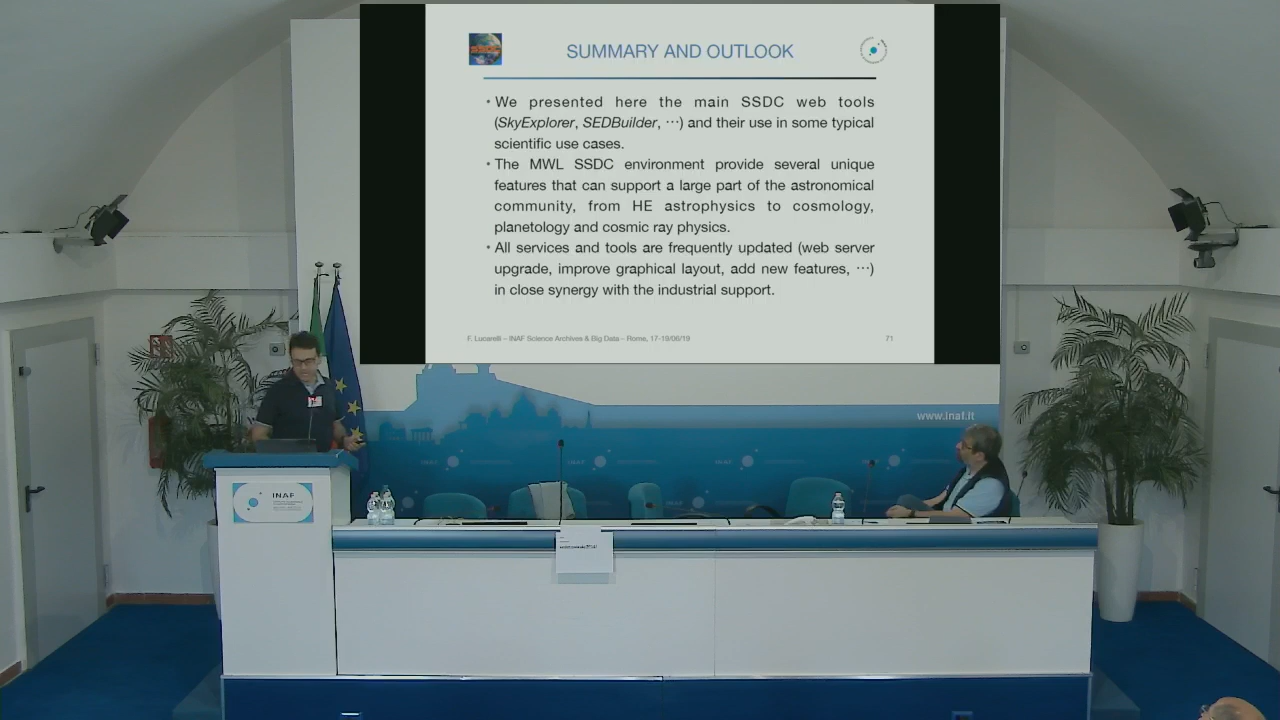 SSDC
SUMMARY AND OUTLOOK
• We presented here the main SSDC web tools
(SkyExplorer, SEDBuilder, ⋯) and their use in some typical
scientific use cases.
• The MWL SSDC environment provide several unique
features that can support a large part of the astronomical
community, from HE astrophysics to cosmology,
planetology and cosmic ray physics.
• All services and tools are frequently updated (web server
upgrade, improve graphical layout, add new features, ⋯)
in close synergy with the industrial support.
F. Lucarelli – INAF Science Archives & Big Data – Rome, 17-19/06/19
71
www.inaf.it
INAF
INAF
INAF
INAF